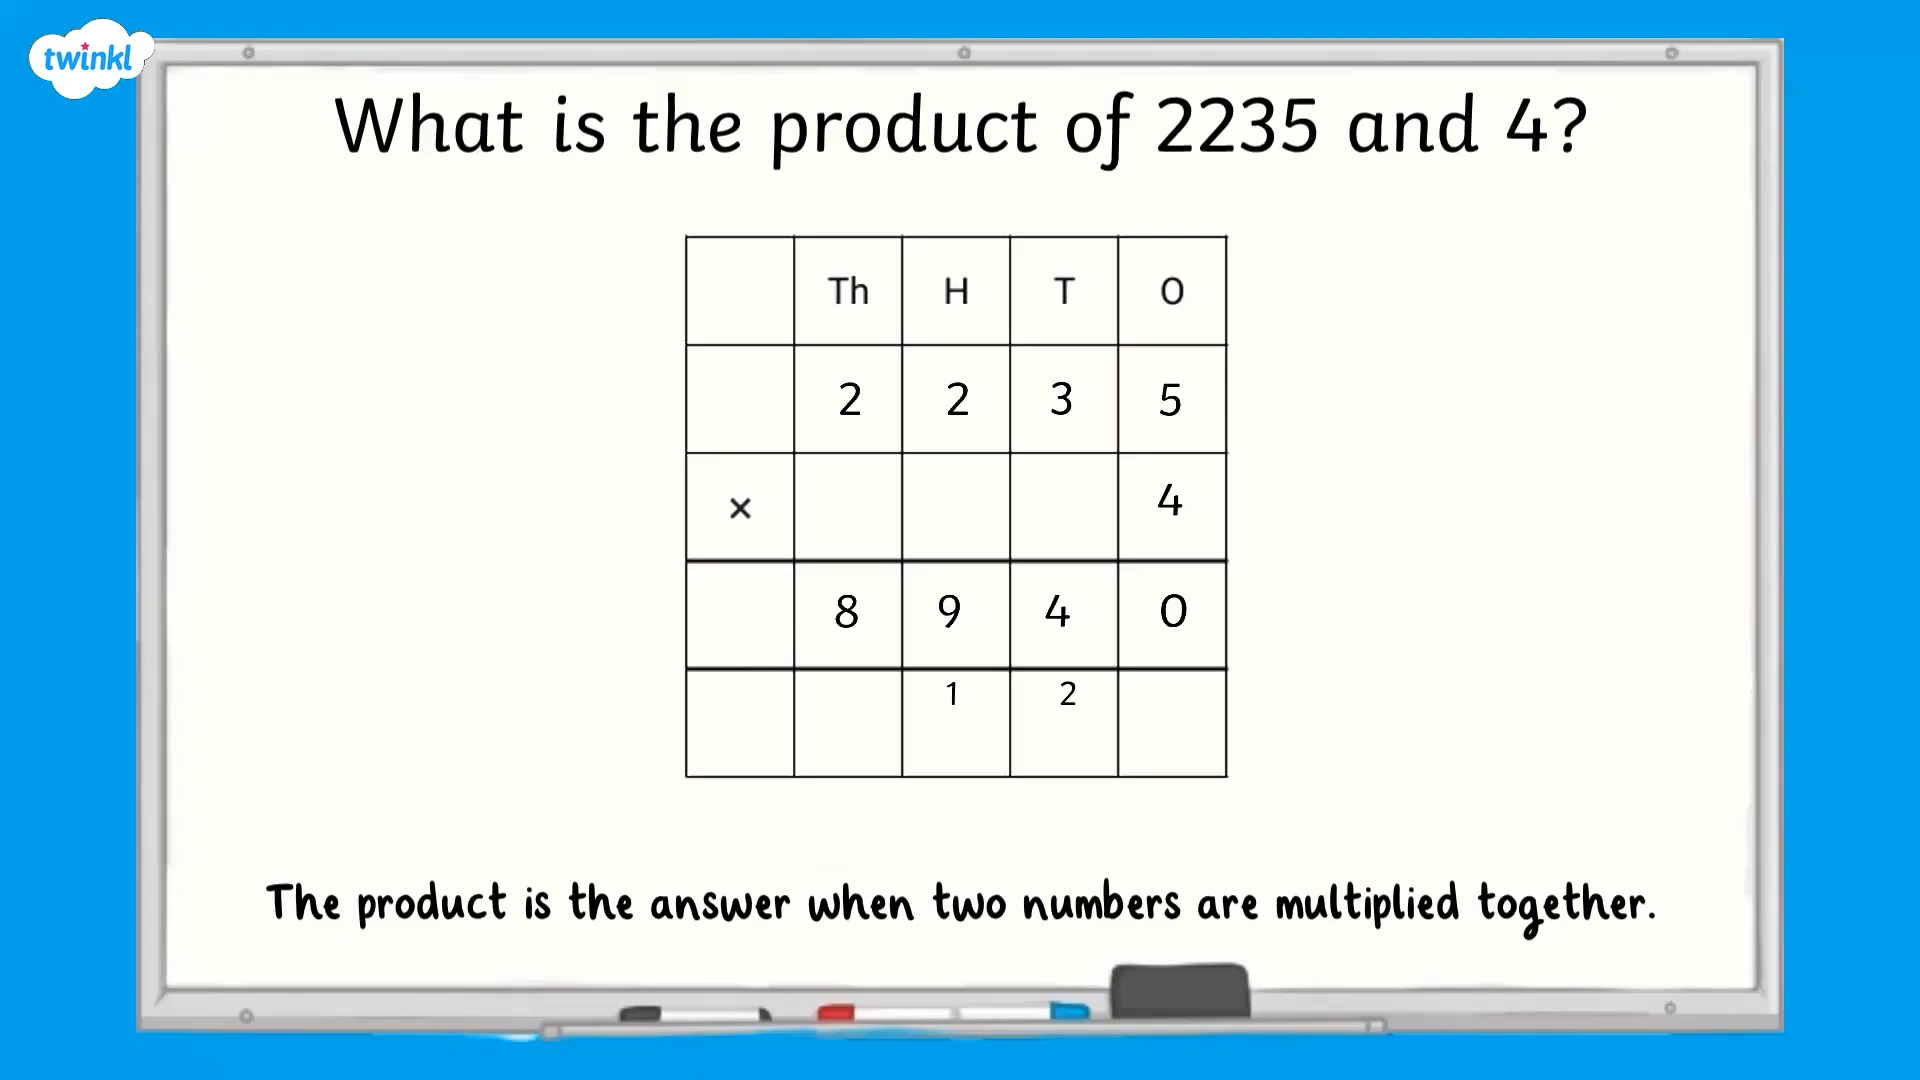 twinkl
What is the product of 2235 and 4?
Th H T O
2 2 3 5
× 4
8 9 4 0
1 2
The product is the answer when two numbers are multiplied together.